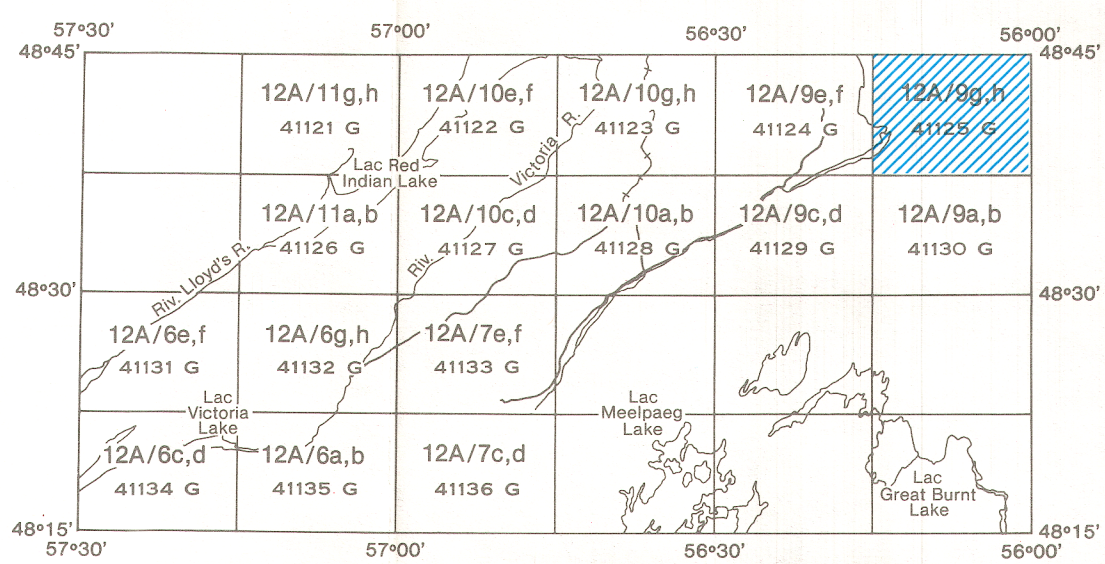 57°30' 57°00' 56°30' 56°00'
48°45' 48°45'
12A/11g,h 12A/10e,f 12A/10g,h 12A/9e,f 12A/9g,h
41121 G 41122 G 41123 G 41124 G 41125 G
Victoria R.
Lac Red
Indian Lake
12A/11a,b 12A/10c,d 12A/10a,b 12A/9c,d 12A/9a,b
41126 G 41127 G 41128 G 41129 G 41130 G
Riv. Lloyd's R.
Riv.
48°30' 48°30'
12A/6e,f 12A/6g,h 12A/7e,f
41131 G 41132 G 41133 G
Lac
Victoria
Lake
Lac
Meelpaeg
Lake
12A/6c,d 12A/6a,b 12A/7c,d
41134 G 41135 G 41136 G
Lac
Great Burnt
Lake
48°15' 48°15'
57°30' 57°00' 56°30' 56°00'